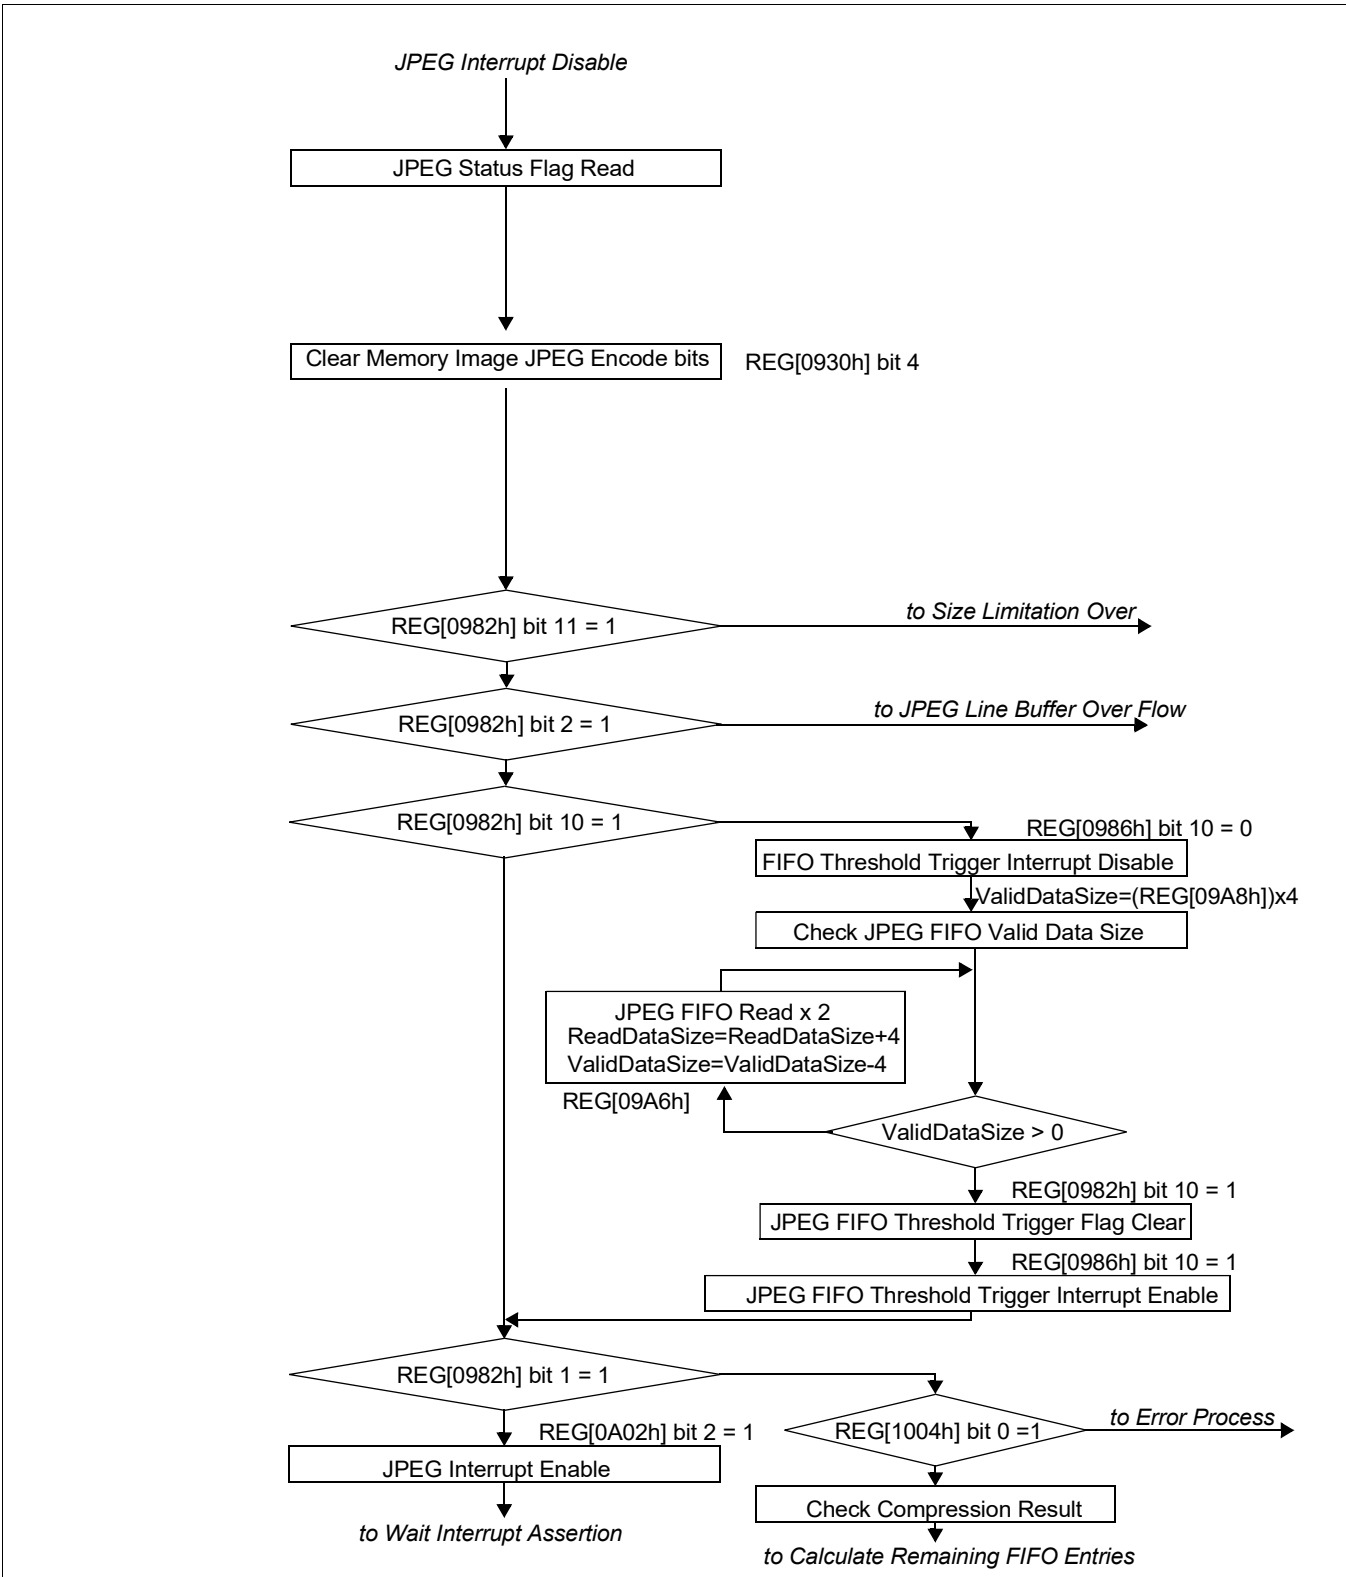 JPEG Interrupt Disable
JPEG Status Flag Read
Clear Memory Image JPEG Encode bits
REG[0930h] bit 4
REG[0982h] bit 11 = 1
to Size Limitation Over
REG[0982h] bit 2 = 1
to JPEG Line Buffer Over Flow
REG[0982h] bit 10 = 1
REG[0986h] bit 10 = 0
FIFO Threshold Trigger Interrupt Disable
ValidDataSize=(REG[09A8h])x4
Check JPEG FIFO Valid Data Size
JPEG FIFO Read x 2
ReadDataSize=ReadDataSize+4
ValidDataSize=ValidDataSize-4
REG[09A6h]
ValidDataSize > 0
REG[0982h] bit 10 = 1
JPEG FIFO Threshold Trigger Flag Clear
REG[0986h] bit 10 = 1
JPEG FIFO Threshold Trigger Interrupt Enable
REG[0982h] bit 1 = 1
REG[0A02h] bit 2 = 1
JPEG Interrupt Enable
to Wait Interrupt Assertion
REG[1004h] bit 0 =1
to Error Process
Check Compression Result
to Calculate Remaining FIFO Entries